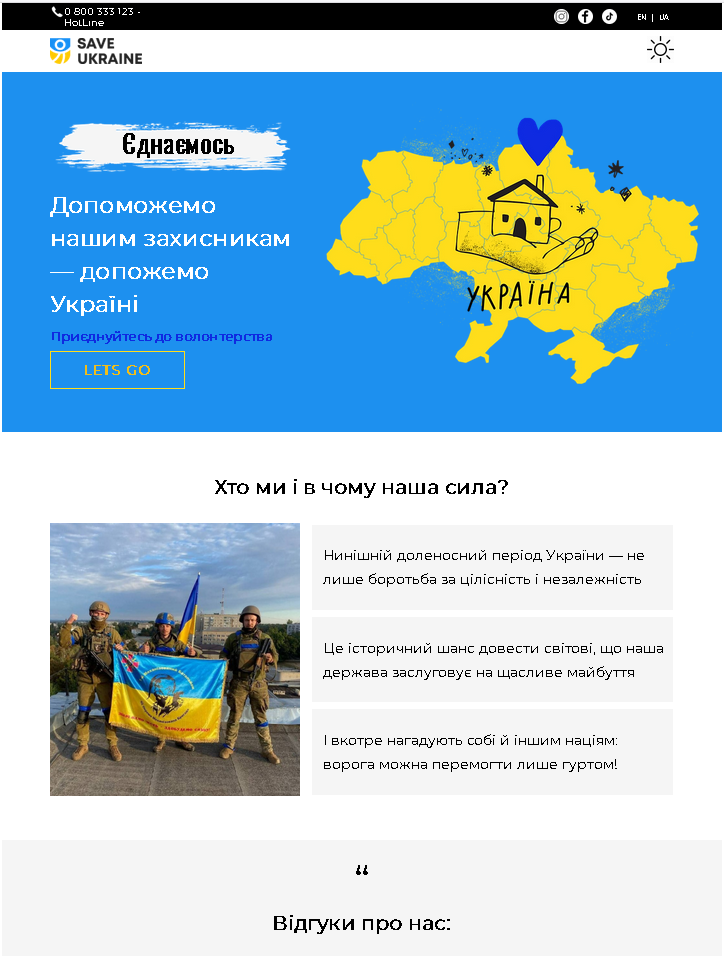 0 800 333 123 -
HotLine
EN | UA
SAVE
UKRAINE
Єднаємось
Допоможемо
нашим захисникам
— допожемо
Україні
Приєднуйтесь до волонтерства
LETS GO
УКРАЇНА
Хто ми і в чому наша сила?
Нинішній доленосний період України — не
лише боротьба за цілісність і незалежність
Це історичний шанс довести світові, що наша
держава заслуговує на щасливе майбуття
І вкотре нагадують собі й іншим націям:
ворога можна перемогти лише гуртом!
“
Відгуки про нас: